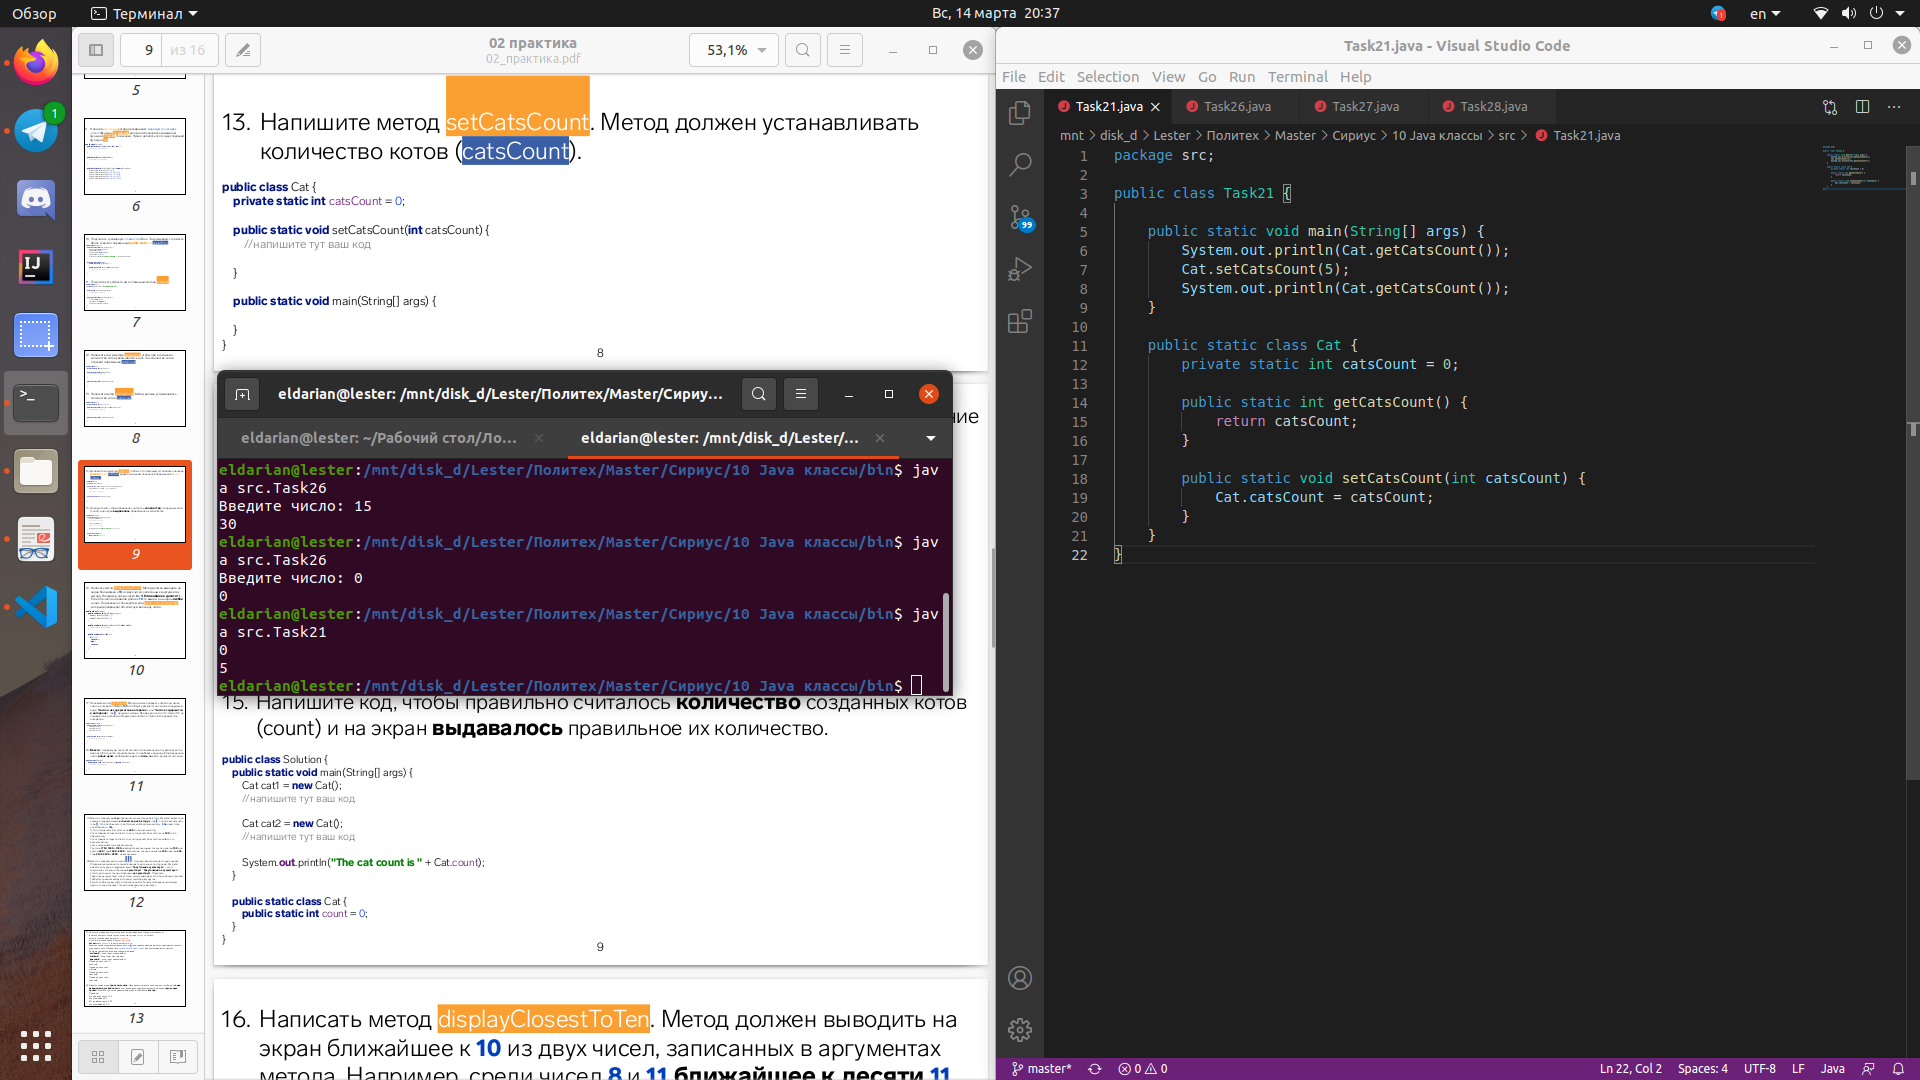 Обзор
Терминал
Вс, 14 марта 20:37
en
1
99
9 из 16
02 практика
02_практика.pdf
53,1%
5
6
7
8
9
10
11
12
13
13. Напишите метод setCatsCount. Метод должен устанавливать
количество котов (catsCount).
public class Cat {
private static int catsCount = 0;
public static void setCatsCount(int catsCount) {
//напишите тут ваш код
}
public static void main(String[] args) {
}
}
8
ние
eldarian@lester: /mnt/disk_d/Lester/Политех/Master/Сириу...
eldarian@lester: ~/Рабочий стол/Ло...
eldarian@lester: /mnt/disk_d/Lester/...
eldarian@lester:/mnt/disk_d/Lester/Политех/Master/Сириус/10 Java классы/bin$ jav
a src.Task26
Введите число: 15
30
eldarian@lester:/mnt/disk_d/Lester/Политех/Master/Сириус/10 Java классы/bin$ jav
a src.Task26
Введите число: 0
0
eldarian@lester:/mnt/disk_d/Lester/Политех/Master/Сириус/10 Java классы/bin$ jav
a src.Task21
0
5
eldarian@lester:/mnt/disk_d/Lester/Политех/Master/Сириус/10 Java классы/bin$
15. Напишите код, чтобы правильно считалось количество созданных котов
(count) и на экран выдавалось правильное их количество.
public class Solution {
public static void main(String[] args) {
Cat cat1 = new Cat();
//напишите тут ваш код
Cat cat2 = new Cat();
//напишите тут ваш код
System.out.println("The cat count is " + Cat.count);
}
public static class Cat {
public static int count = 0;
}
}
9
16. Написать метод displayClosestToTen. Метод должен выводить на
экран ближайшее к 10 из двух чисел, записанных в аргументах
метода. Например, среди чисел 8 и 11 ближайшее к десяти 11
Task21.java - Visual Studio Code
File Edit Selection View Go Run Terminal Help
Task21.java
Task26.java
Task27.java
Task28.java
mnt > disk_d > Lester > Политех > Master > Сириус > 10 Java классы > src > Task21.java
1 package src;
2
3 public class Task21 {
4
5 public static void main(String[] args) {
6 System.out.println(Cat.getCatsCount());
7 Cat.setCatsCount(5);
8 System.out.println(Cat.getCatsCount());
9 }
10
11 public static class Cat {
12 private static int catsCount = 0;
13
14 public static int getCatsCount() {
15 return catsCount;
16 }
17
18 public static void setCatsCount(int catsCount) {
19 Cat.catsCount = catsCount;
20 }
21 }
22 }
master*
0 0
Ln 22, Col 2
Spaces: 4
UTF-8
LF
Java